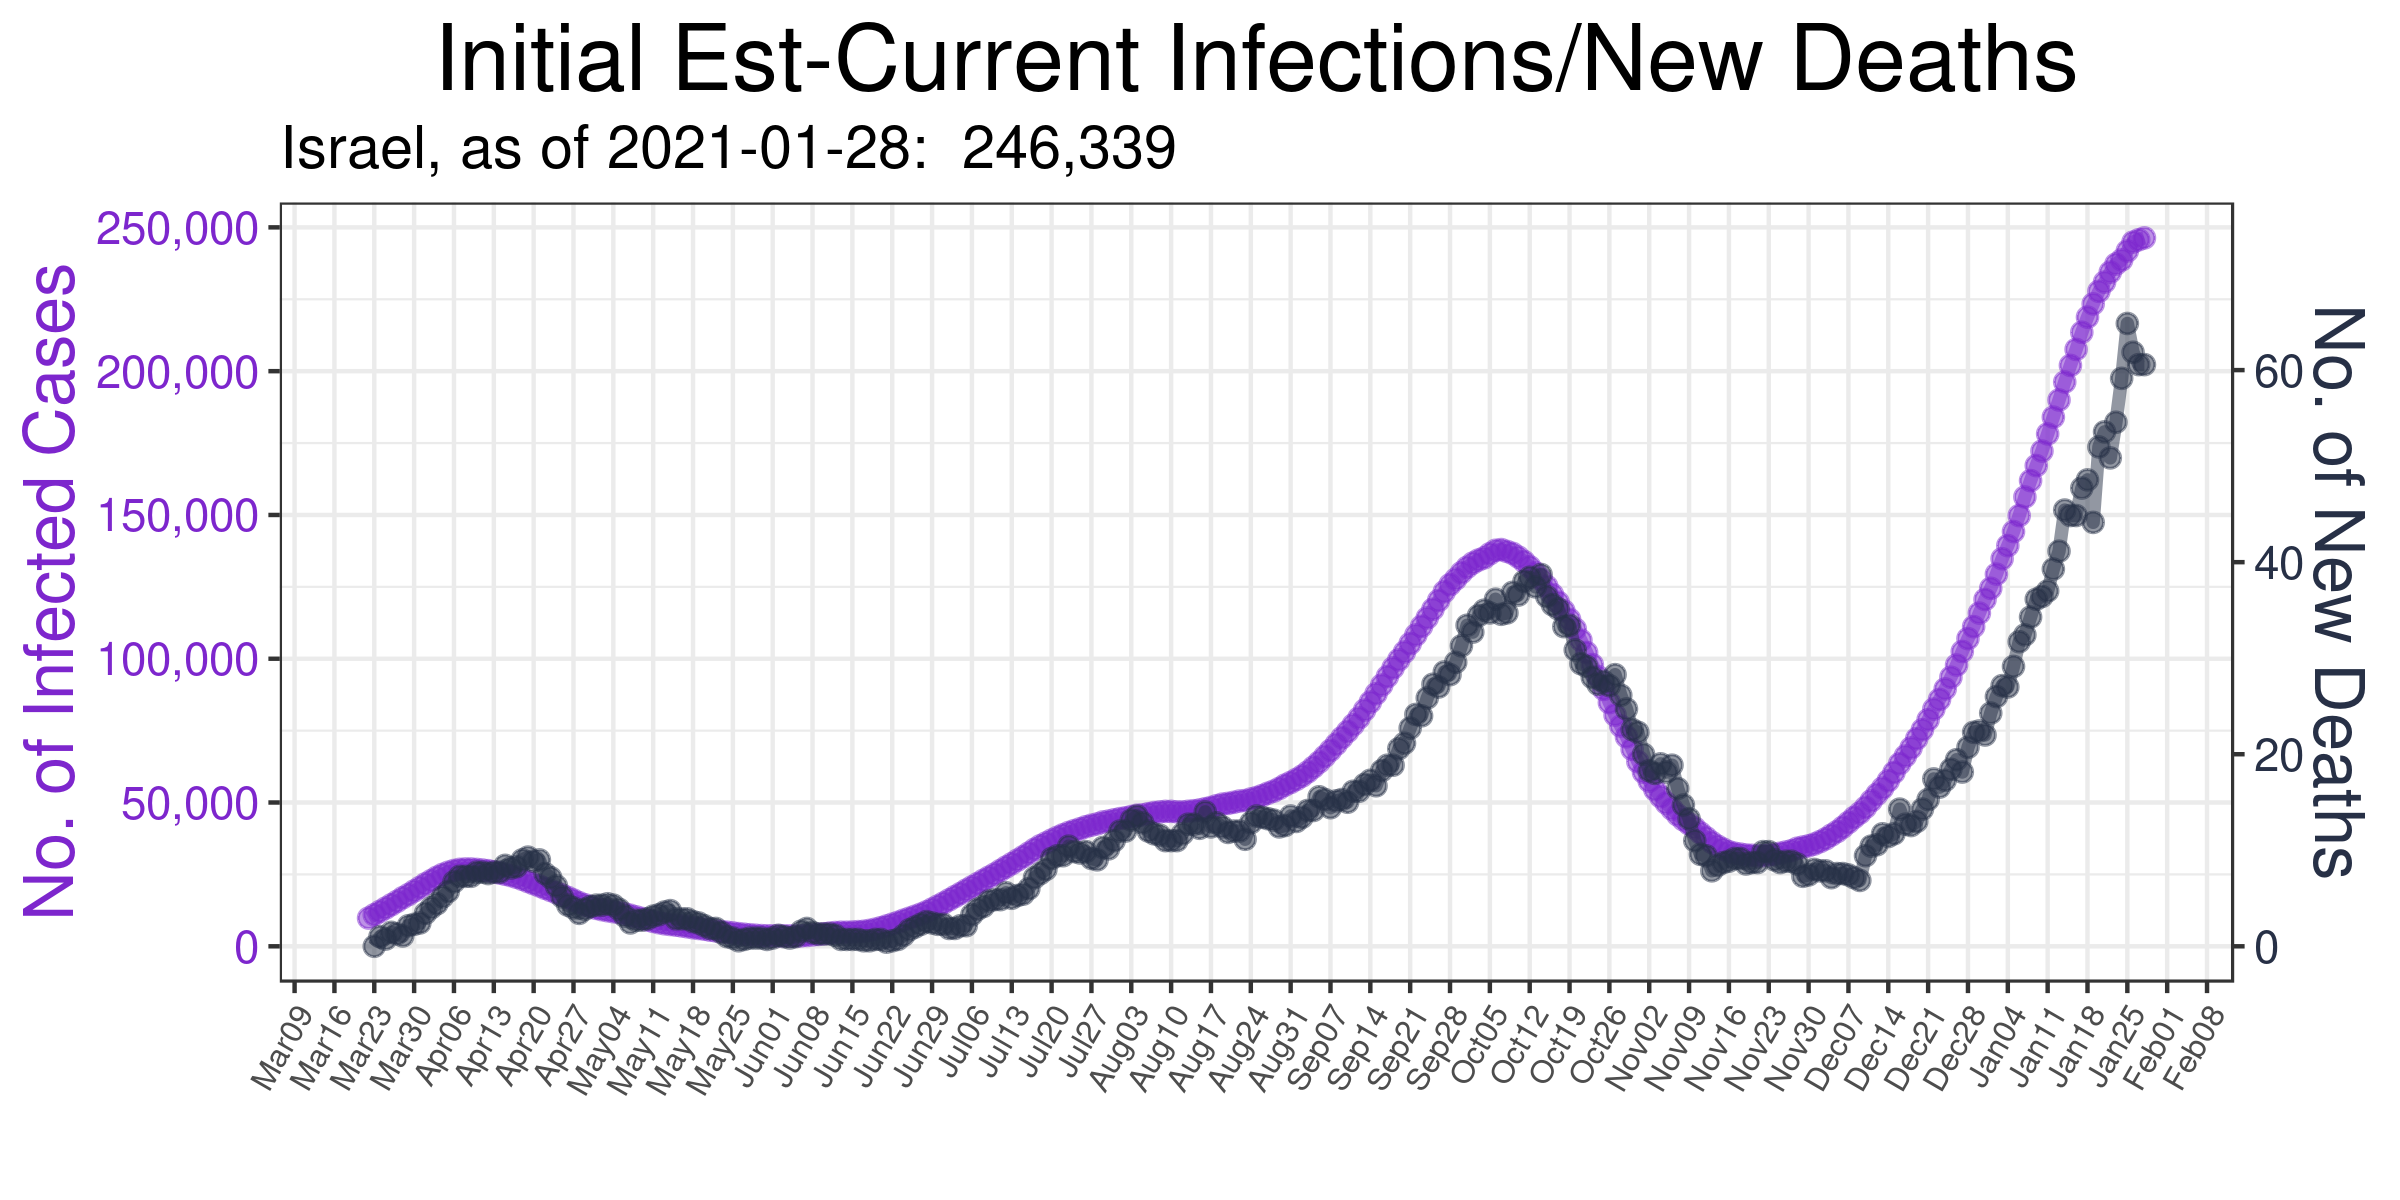 Initial Est-Current Infections/New Deaths
Israel, as of 2021-01-28:  246,339
No. of Infected Cases
250,000
200,000
150,000
100,000
50,000
0
No. of New Deaths
60
40
20
0
Mar09 Mar16 Mar23 Mar30 Apr06 Apr13 Apr20 Apr27 May04 May11 May18 May25 Jun01 Jun08 Jun15 Jun22 Jun29 Jul06 Jul13 Jul20 Jul27 Aug03 Aug10 Aug17 Aug24 Aug31 Sep07 Sep14 Sep21 Sep28 Oct05 Oct12 Oct19 Oct26 Nov02 Nov09 Nov16 Nov23 Nov30 Dec07 Dec14 Dec21 Dec28 Jan04 Jan11 Jan18 Jan25 Feb01 Feb08